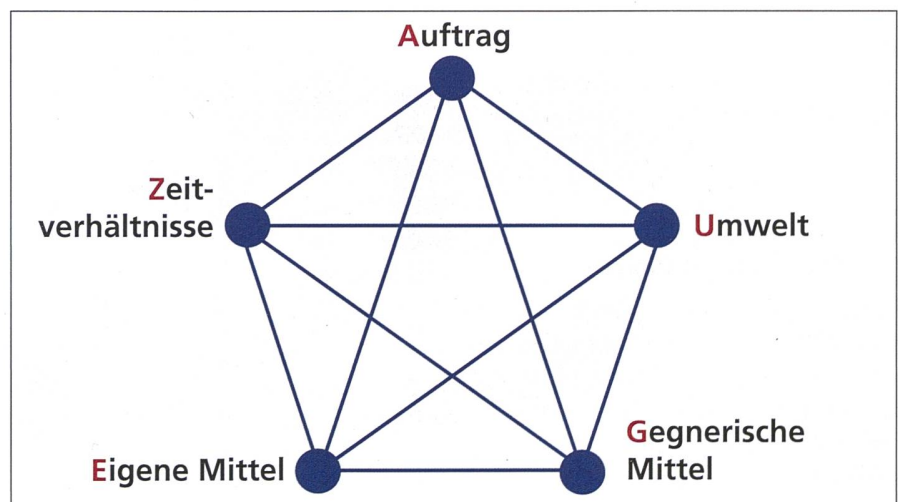 Auftrag
Zeit-
verhältnisse
Umwelt
Eigene Mittel
Gegnerische
Mittel